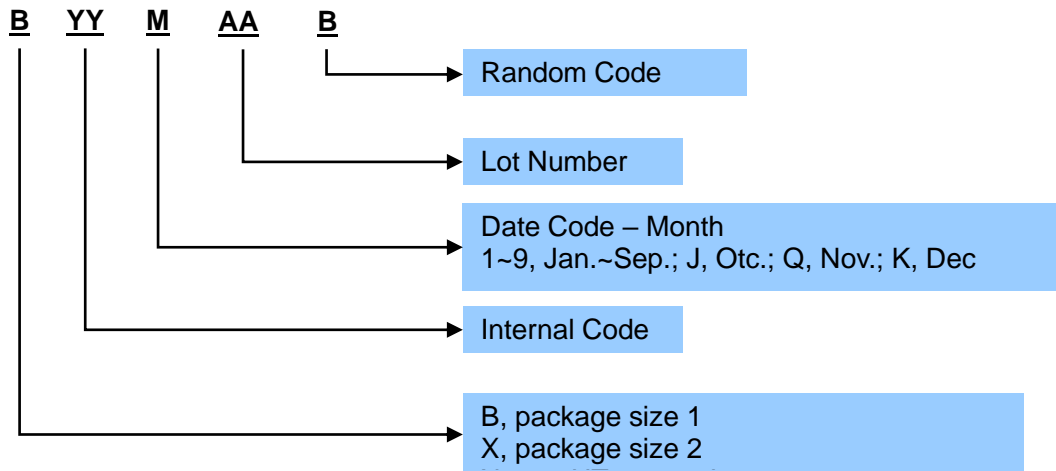 B YY M AA B
Random Code
Lot Number
Date Code – Month
1~9, Jan.~Sep.; J, Otc.; Q, Nov.; K, Dec
Internal Code
B, package size 1
X, package size 2